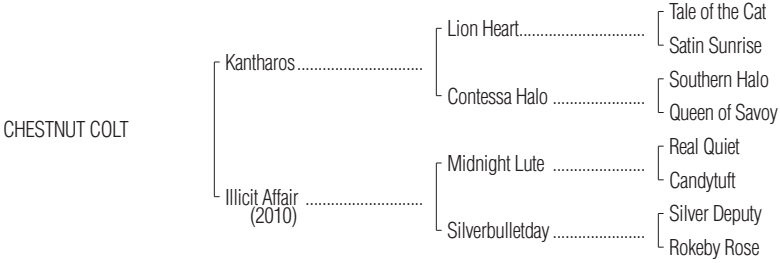 Tale of the Cat
Lion Heart..............................
Satin Sunrise
Kantharos..............................
Southern Halo
Contessa Halo ......................
Queen of Savoy
CHESTNUT COLT
Real Quiet
Midnight Lute ......................
Candytuft
Illicit Affair ............................
(2010)
Silver Deputy
Silverbulletday ......................
Rokeby Rose